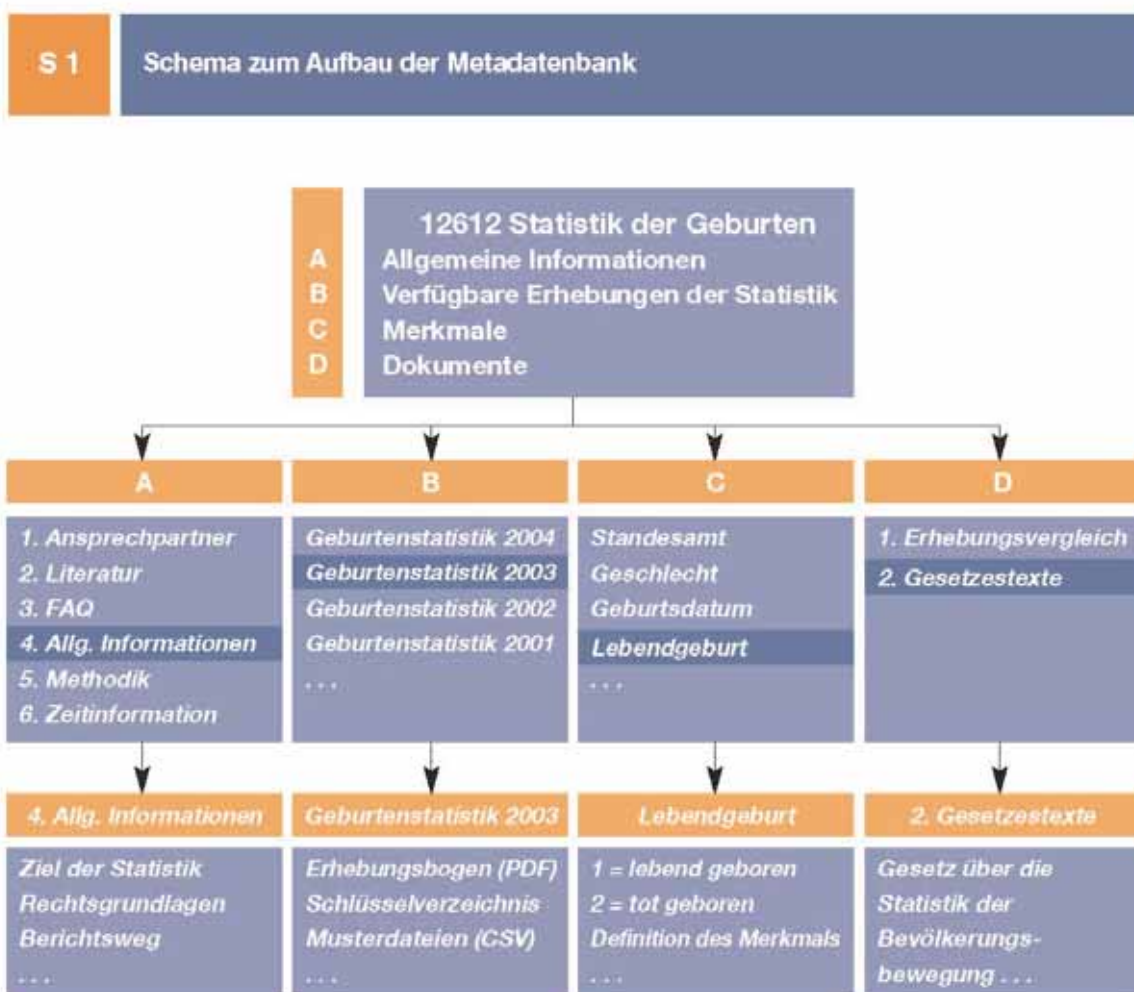 S 1
Schema zum Aufbau der Metadatenbank
12612 Statistik der Geburten
A Allgemeine Informationen
B Verfügbare Erhebungen der Statistik
C Merkmale
D Dokumente
A
1. Ansprechpartner
2. Literatur
3. FAQ
4. Allg. Informationen
5. Methodik
6. Zeitinformation
B
Geburtenstatistik 2004
Geburtenstatistik 2003
Geburtenstatistik 2002
Geburtenstatistik 2001
. . .
C
Standesamt
Geschlecht
Geburtsdatum
Lebendgeburt
. . .
D
1. Erhebungsvergleich
2. Gesetzestexte
4. Allg. Informationen
Ziel der Statistik
Rechtsgrundlagen
Berichtsweg
. . .
Geburtenstatistik 2003
Erhebungsbogen (PDF)
Schlüsselverzeichnis
Musterdateien (CSV)
. . .
Lebendgeburt
1 = lebend geboren
2 = tot geboren
Definition des Merkmals
. . .
2. Gesetzestexte
Gesetz über die
Statistik der
Bevölkerungs-
bewegung . . .